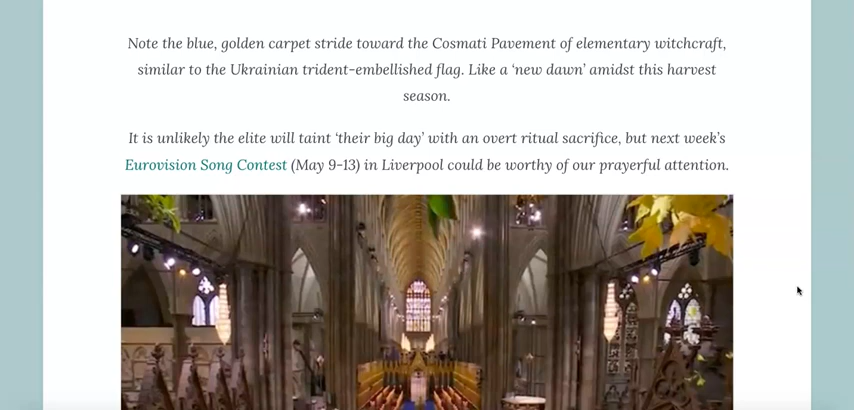 Note the blue, golden carpet stride toward the Cosmati Pavement of elementary witchcraft,
similar to the Ukrainian trident-embellished flag. Like a ‘new dawn’ amidst this harvest
season.
It is unlikely the elite will taint ‘their big day’ with an overt ritual sacrifice, but next week’s
Eurovision Song Contest (May 9-13) in Liverpool could be worthy of our prayerful attention.